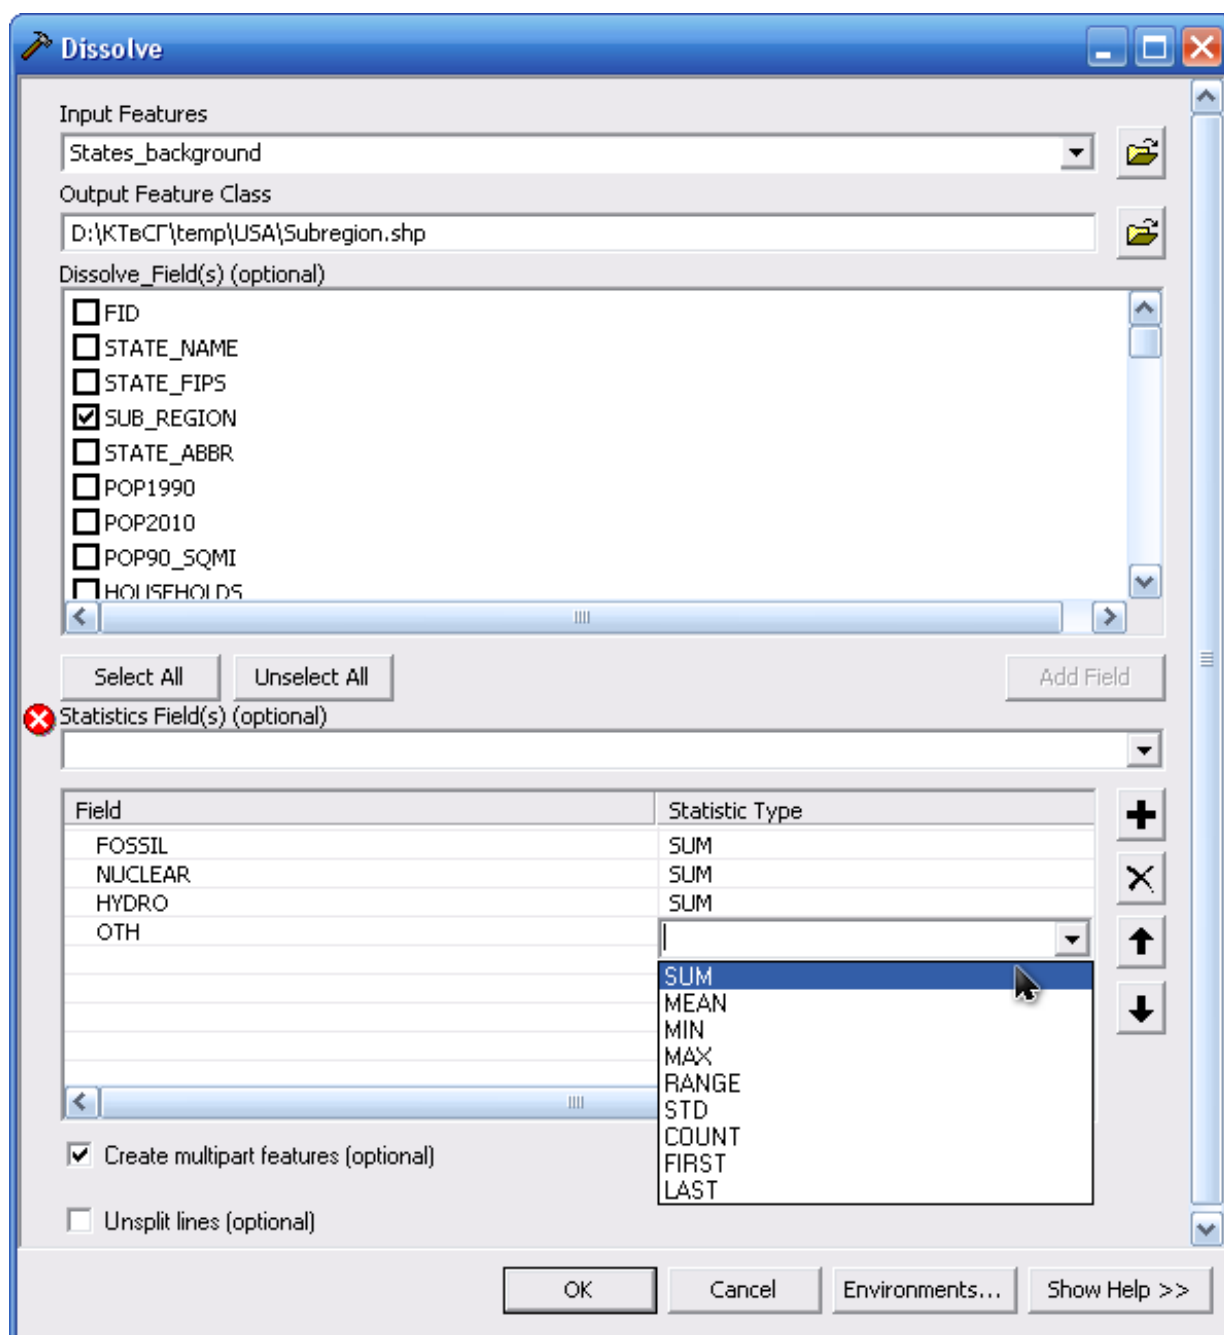 Dissolve
Input Features
States_background
Output Feature Class
D:\КТвСГ\temp\USA\Subregion.shp
Dissolve_Field(s) (optional)
FID
STATE_NAME
STATE_FIPS
SUB_REGION
STATE_ABBR
POP1990
POP2010
POP90_SQMI
HOUSEHOLDS
Select All Unselect All Add Field
Statistics Field(s) (optional)
Field Statistic Type
FOSSIL SUM
NUCLEAR SUM
HYDRO SUM
OTH
SUM
MEAN
MIN
MAX
RANGE
STD
COUNT
FIRST
LAST
Create multipart features (optional)
Unsplit lines (optional)
OK Cancel Environments... Show Help >>